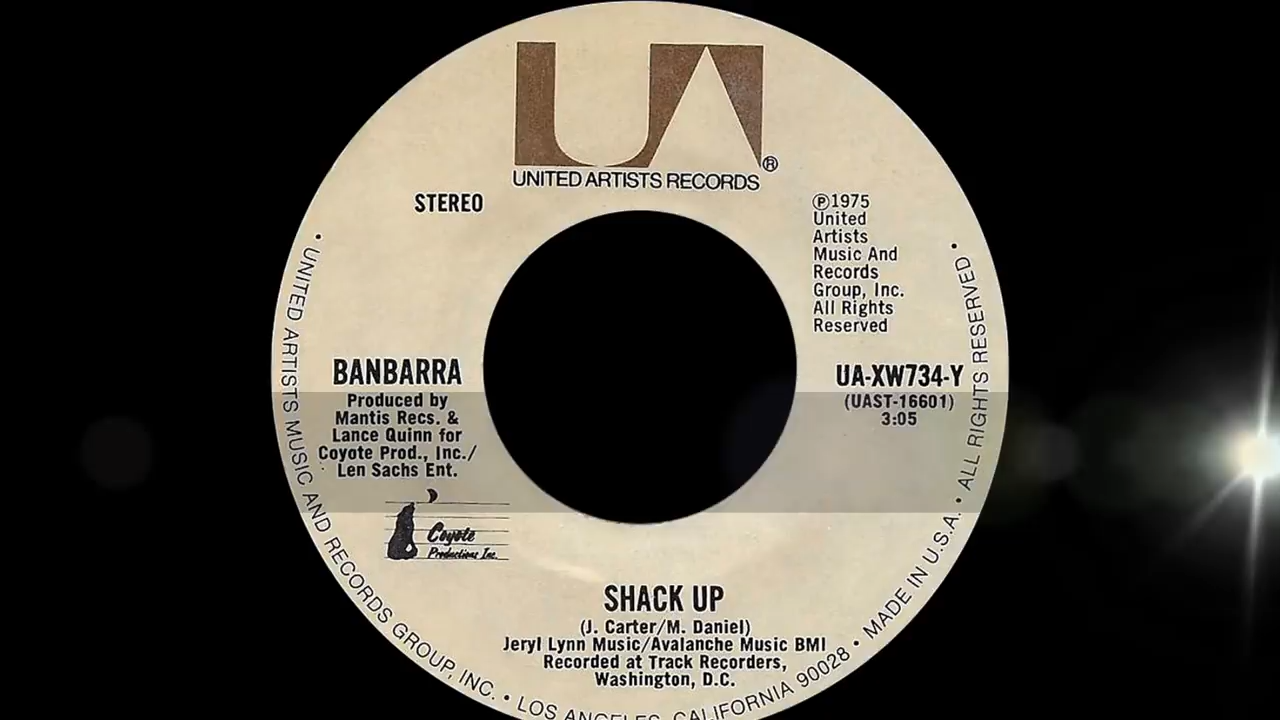 UA
®
UNITED ARTISTS RECORDS
STEREO
℗1975
United
Artists
Music And
Records
Group, Inc.
All Rights
Reserved
BANBARRA
Produced by
Mantis Recs. &
Lance Quinn for
Coyote Prod., Inc./
Len Sachs Ent.
UA-XW734-Y
(UAST-16601)
3:05
Coyote
Productions Inc.
SHACK UP
(J. Carter/M. Daniel)
Jeryl Lynn Music/Avalanche Music BMI
Recorded at Track Recorders,
Washington, D.C.
• UNITED ARTISTS MUSIC AND RECORDS GROUP, INC. • LOS ANGELES, CALIFORNIA 90028 • MADE IN U.S.A. • ALL RIGHTS RESERVED •